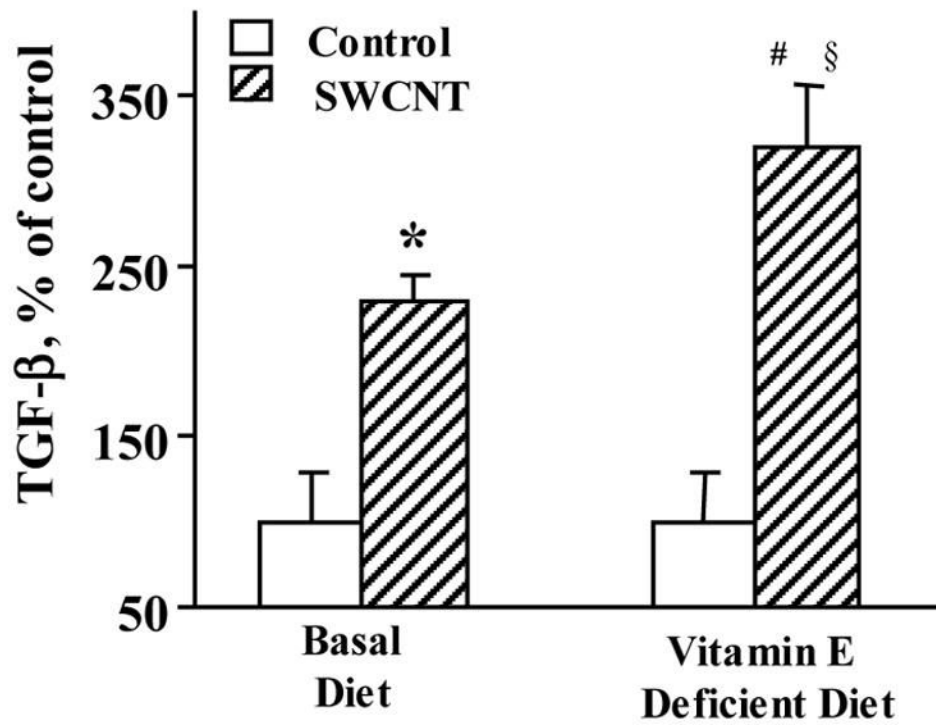 TGF-β, % of control
Control
SWCNT
350
250
150
50
*
# §
Basal
Diet
Vitamin E
Deficient Diet